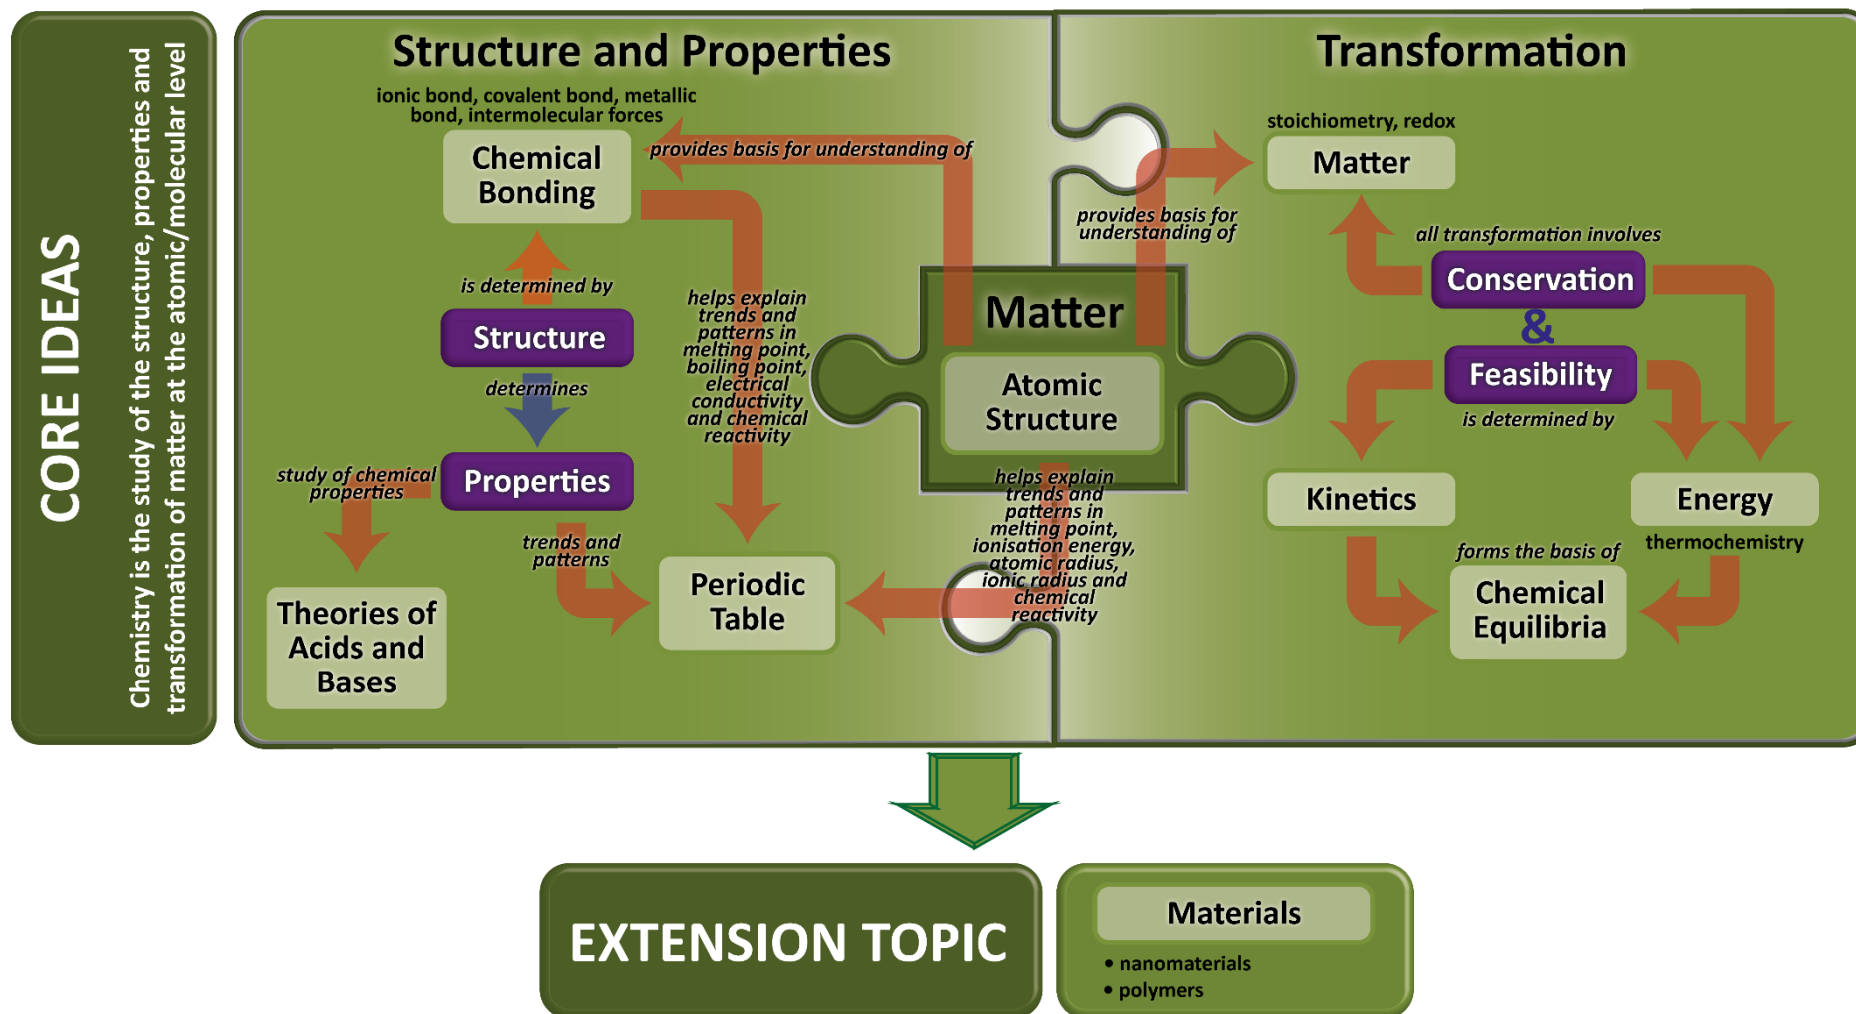 CORE IDEAS
Chemistry is the study of the structure, properties and
transformation of matter at the atomic/molecular level
Structure and Properties
ionic bond, covalent bond, metallic
bond, intermolecular forces
Chemical
Bonding
provides basis for understanding of
is determined by
Structure
determines
Properties
study of chemical
properties
trends and
patterns
Theories of
Acids and
Bases
helps explain
trends and
patterns in
melting point,
boiling point,
electrical
conductivity
and chemical
reactivity
Periodic
Table
Matter
Atomic
Structure
helps explain
trends and
patterns in
melting point,
ionisation energy,
atomic radius,
ionic radius and
chemical
reactivity
Transformation
stoichiometry, redox
Matter
provides basis for
understanding of
all transformation involves
Conservation
&
Feasibility
is determined by
Kinetics
Energy
thermochemistry
forms the basis of
Chemical
Equilibria
EXTENSION TOPIC
Materials
• nanomaterials
• polymers